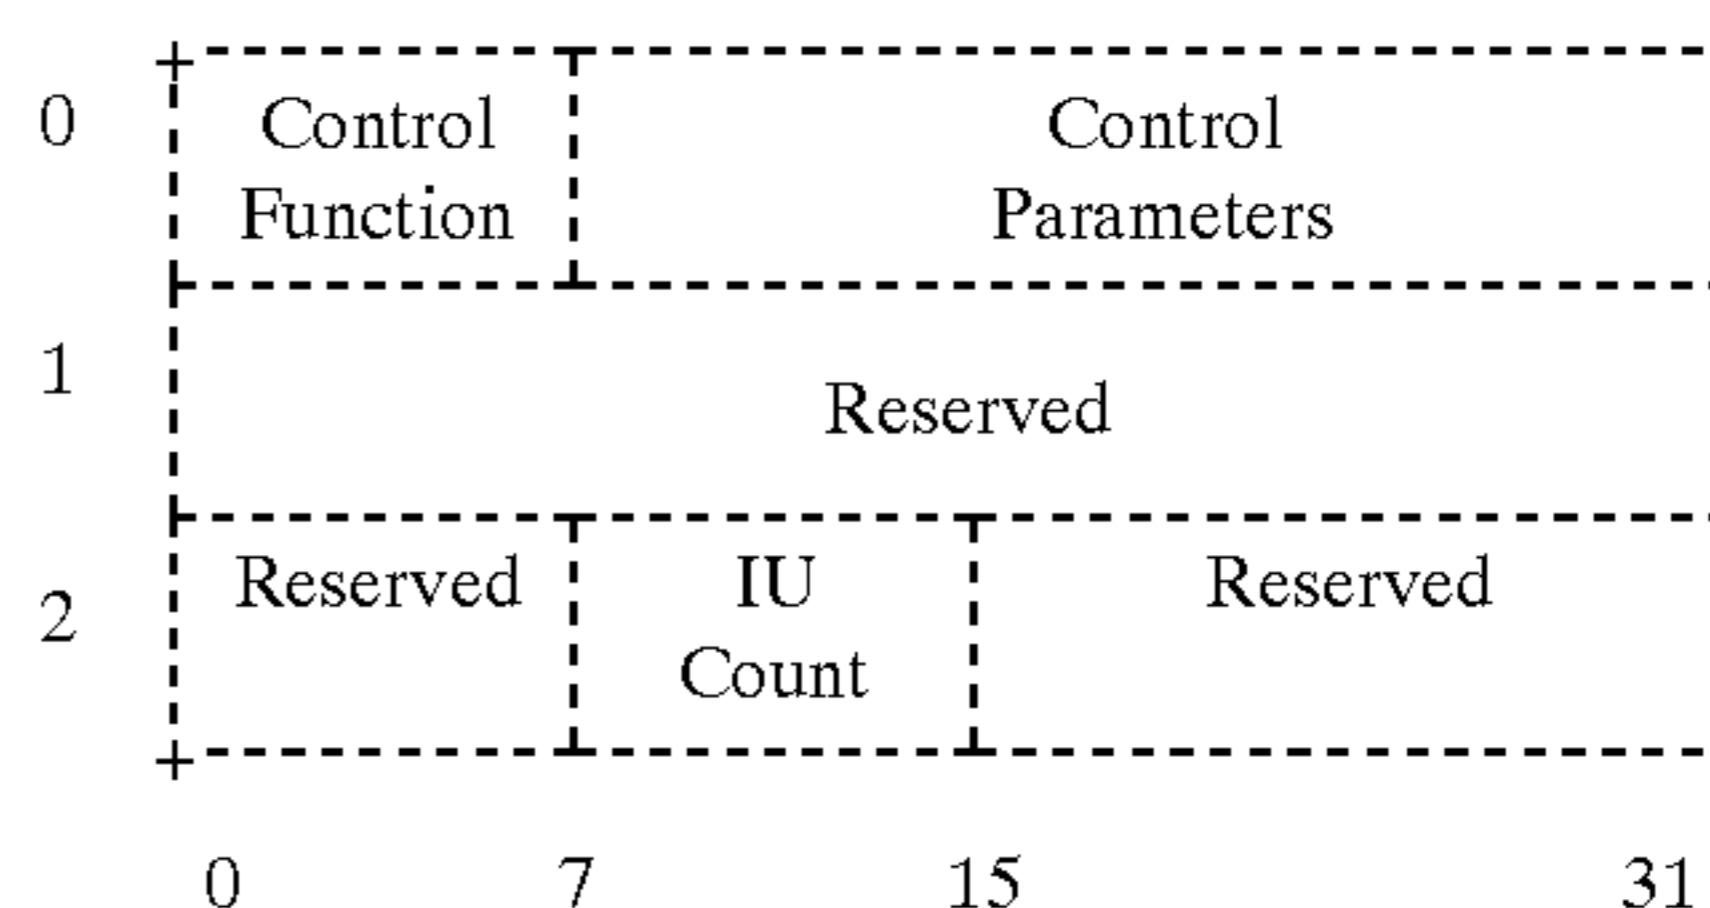 0
Control Function
Control Parameters
1
Reserved
2
Reserved
IU Count
Reserved
0 7 15 31